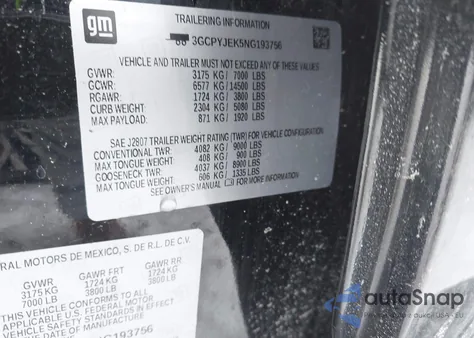 gm
TRAILERING INFORMATION
3GCPYJEK5NG193756
VEHICLE AND TRAILER MUST NOT EXCEED ANY OF THESE VALUES
GVWR: 3175 KG / 7000 LBS
GCWR: 6577 KG / 14500 LBS
RGAWR: 1724 KG / 3800 LBS
CURB WEIGHT: 2304 KG / 5080 LBS
MAX PAYLOAD: 871 KG / 1920 LBS
SAE J2807 TRAILER WEIGHT RATING (TWR) FOR VEHICLE CONFIGURATION
CONVENTIONAL TWR: 4082 KG / 9000 LBS
MAX TONGUE WEIGHT: 408 KG / 900 LBS
GOOSENECK TWR: 4037 KG / 8900 LBS
MAX TONGUE WEIGHT: 606 KG / 1335 LBS
SEE OWNER'S MANUAL FOR MORE INFORMATION
RAL MOTORS DE MEXICO, S. DE R.L. DE C.V.
GVWR GAWR FRT GAWR RR
3175 KG 1724 KG 1724 KG
7000 LB 3800 LB 3800 LB
THIS VEHICLE CONFORMS TO ALL
APPLICABLE U.S. FEDERAL MOTOR
VEHICLE SAFETY STANDARDS IN EFFECT
DATE OF MANUFACTURE
NG193756
autoSnap